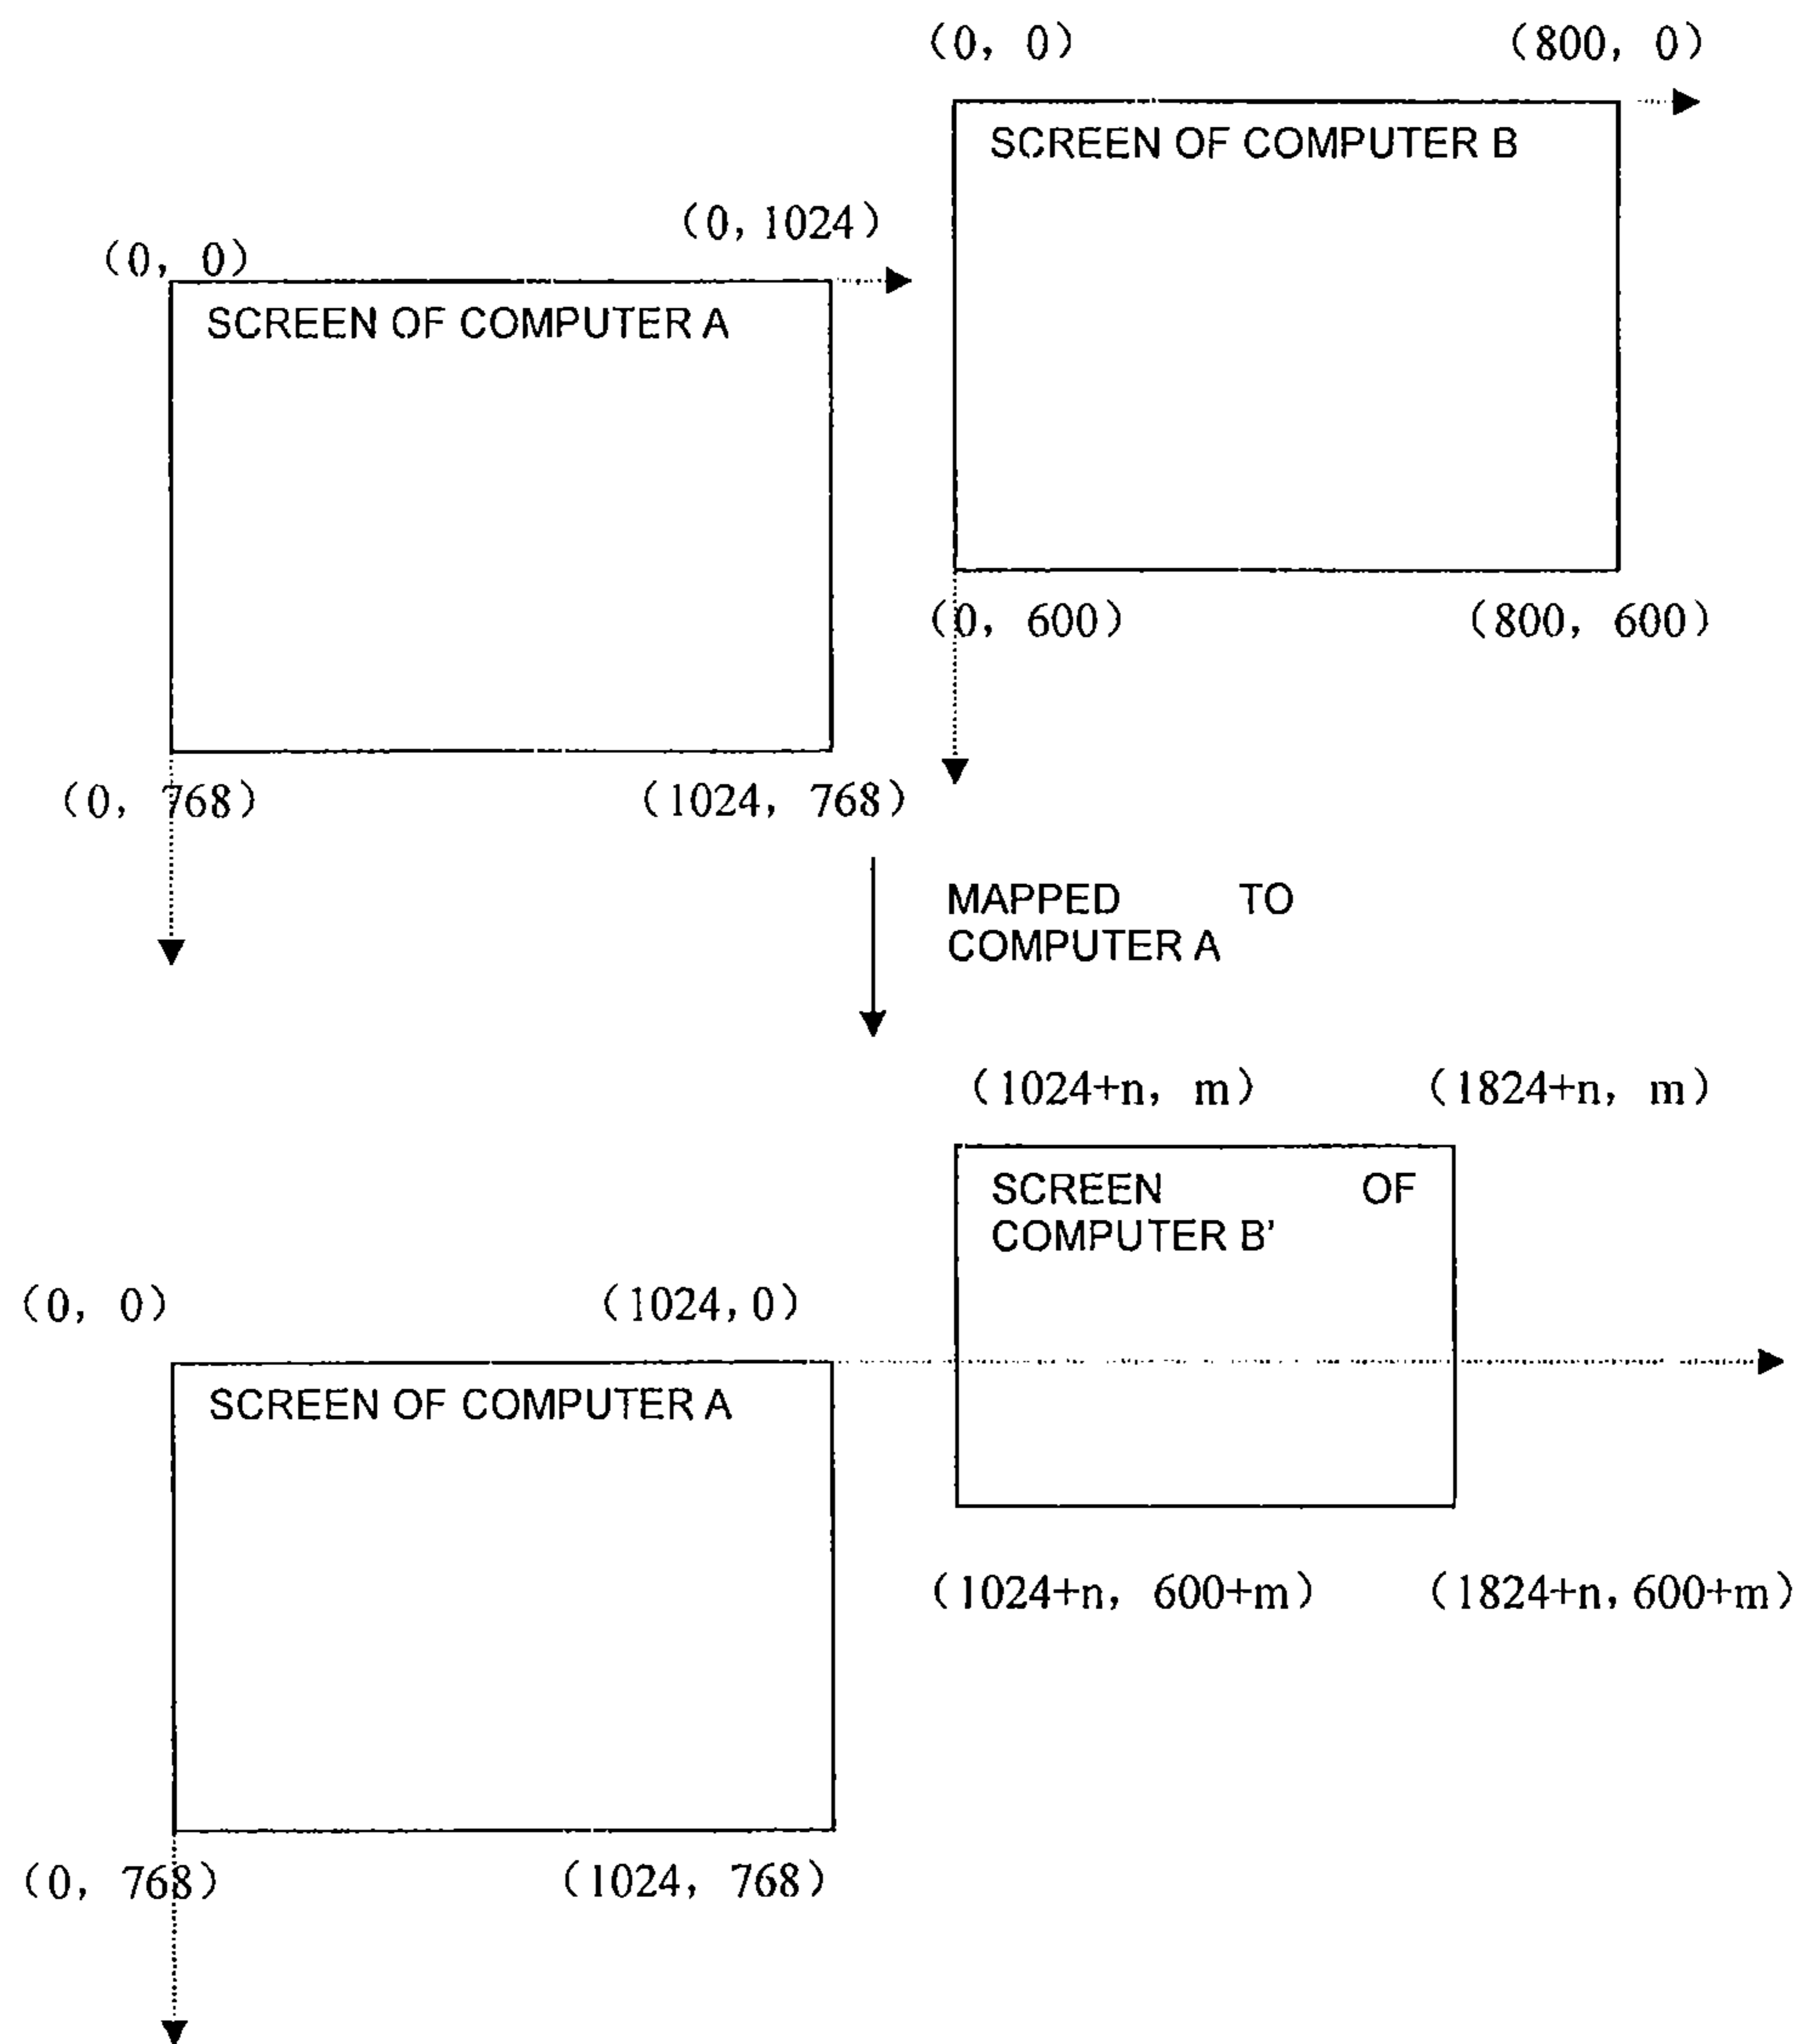 (0, 0) (800, 0)
SCREEN OF COMPUTER B
(0, 1024)
(0, 0)
SCREEN OF COMPUTER A
(0, 600) (800, 600)
(0, 768) (1024, 768)
MAPPED TO
COMPUTER A
(1024+n, m) (1824+n, m)
SCREEN OF
COMPUTER B'
(0, 0) (1024, 0)
SCREEN OF COMPUTER A
(1024+n, 600+m) (1824+n, 600+m)
(0, 768) (1024, 768)